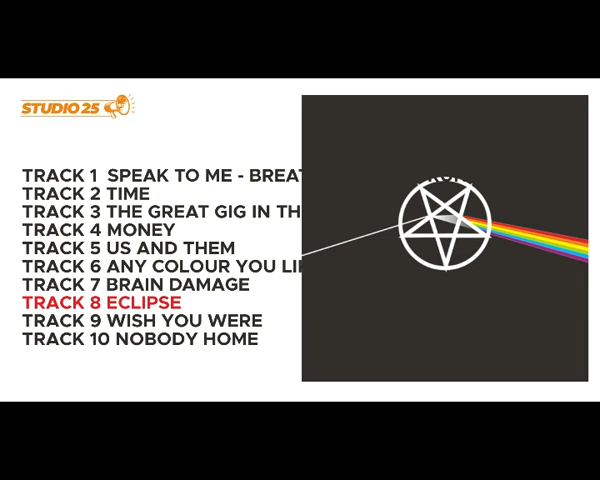 STUDIO 25
TRACK 1 SPEAK TO ME - BREAT
TRACK 2 TIME
TRACK 3 THE GREAT GIG IN TH
TRACK 4 MONEY
TRACK 5 US AND THEM
TRACK 6 ANY COLOUR YOU LI
TRACK 7 BRAIN DAMAGE
TRACK 8 ECLIPSE
TRACK 9 WISH YOU WERE
TRACK 10 NOBODY HOME